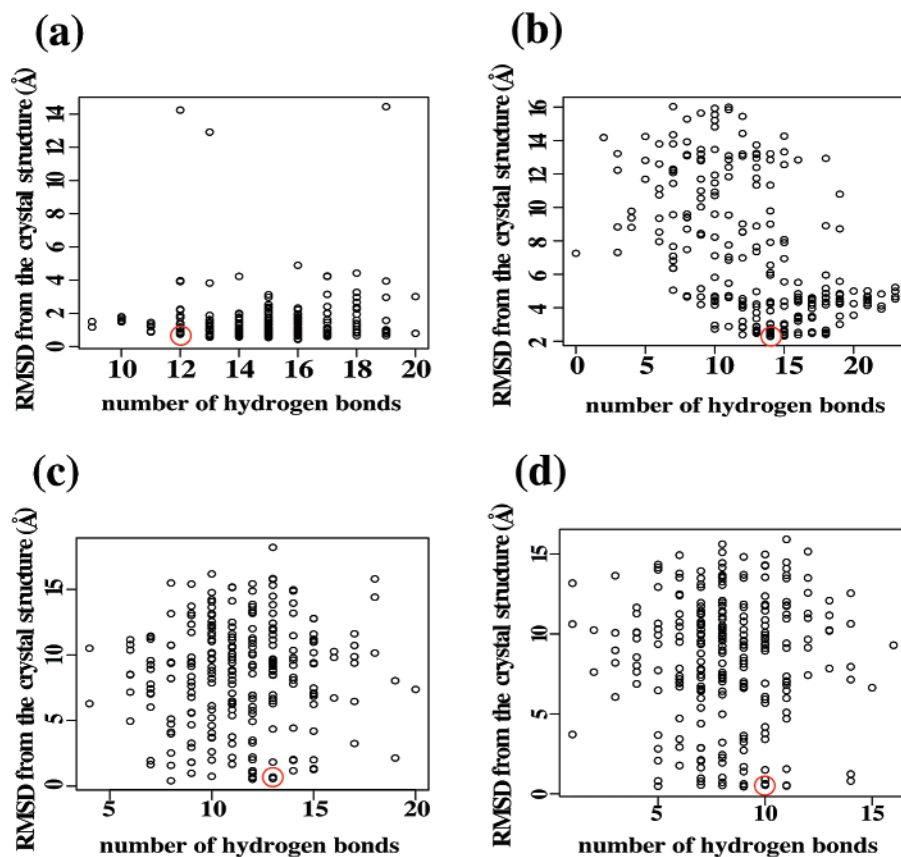 (a)
RMSD from the crystal structure (Å)
14
12
10
8
6
4
2
0
10 12 14 16 18 20
number of hydrogen bonds
(b)
RMSD from the crystal structure (Å)
16
14
12
10
8
6
4
2
0 5 10 15 20
number of hydrogen bonds
(c)
RMSD from the crystal structure (Å)
15
10
5
0
5 10 15 20
number of hydrogen bonds
(d)
RMSD from the crystal structure (Å)
15
10
5
0
5 10 15
number of hydrogen bonds